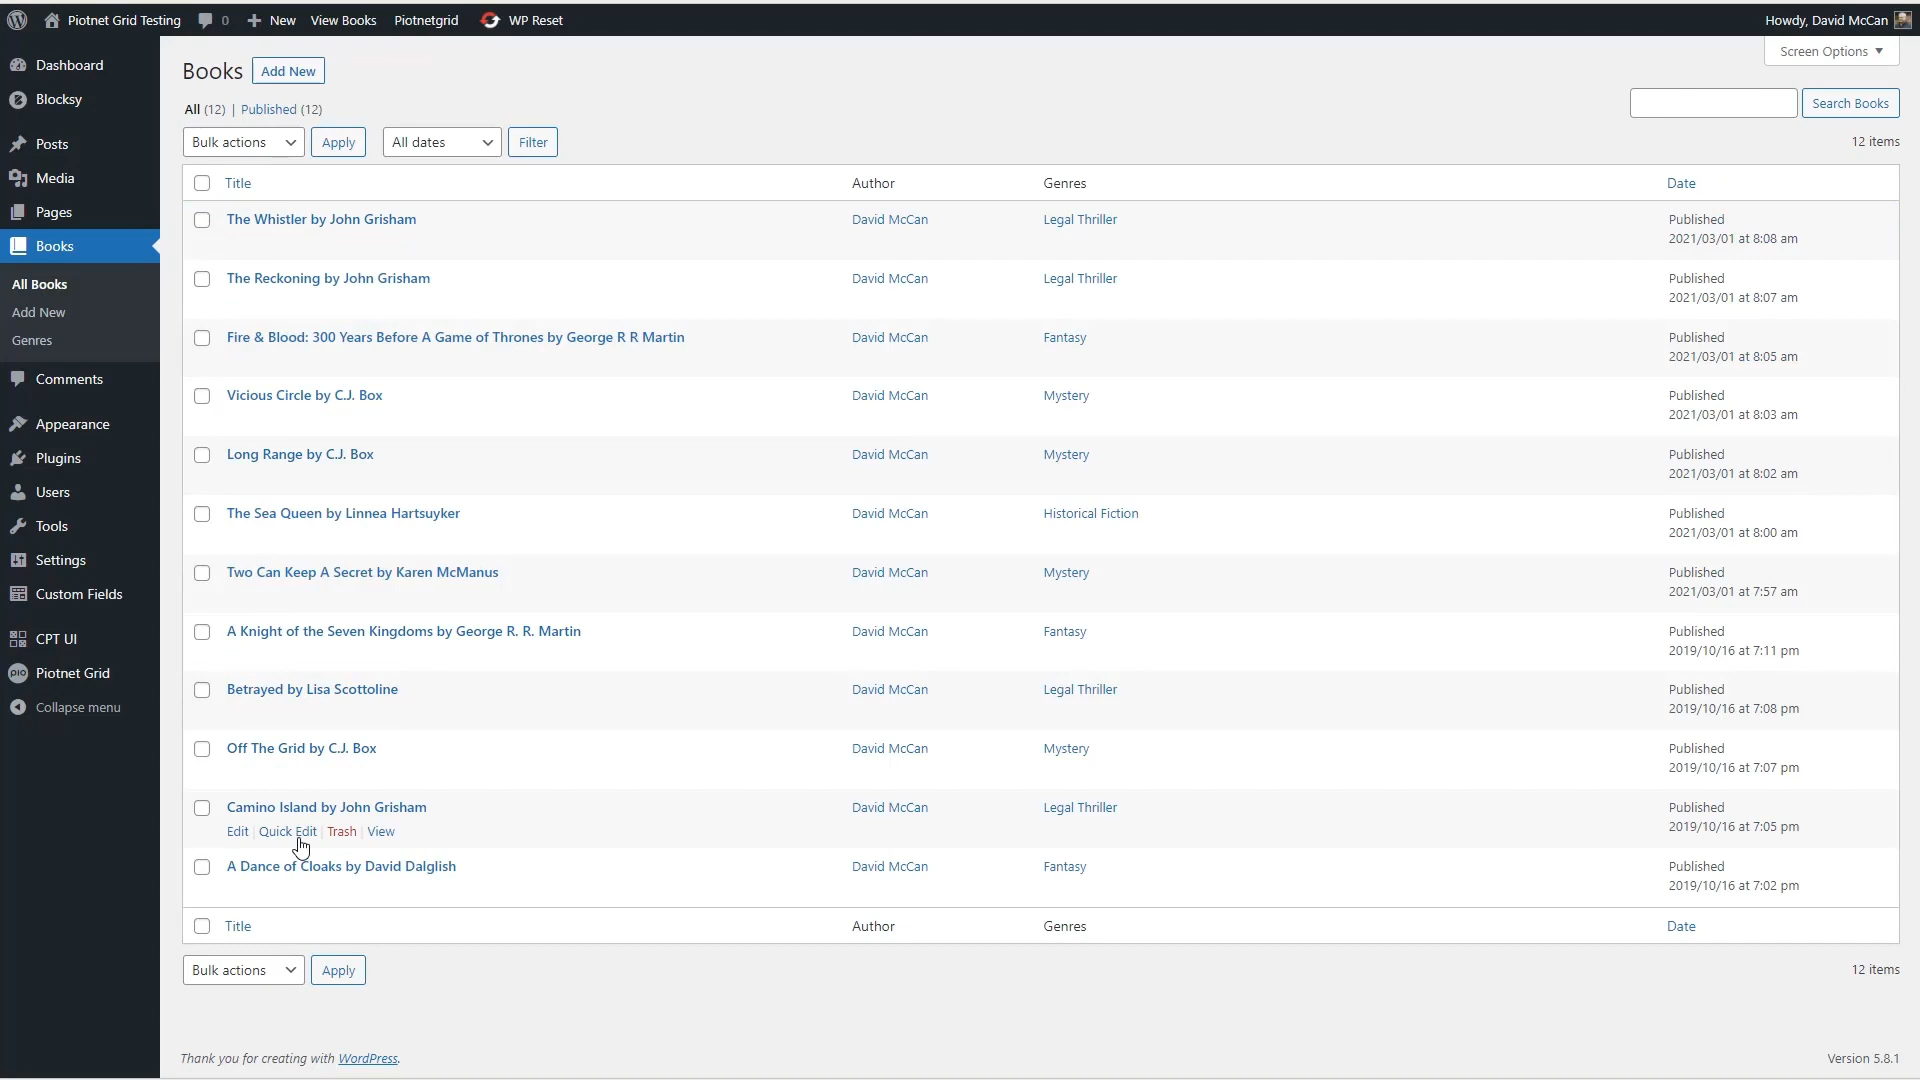 Piotnet Grid Testing 0 New View Books Piotnetgrid WP Reset Howdy, David McCan
Screen Options
Dashboard
Blocksy
Posts
Media
Pages
Books
All Books
Add New
Genres
Comments
Appearance
Plugins
Users
Tools
Settings
Custom Fields
CPT UI
pio Piotnet Grid
Collapse menu
Books Add New
All (12) | Published (12)
Search Books
Bulk actions Apply All dates Filter 12 items
Title Author Genres Date
The Whistler by John Grisham David McCan Legal Thriller Published
2021/03/01 at 8:08 am
The Reckoning by John Grisham David McCan Legal Thriller Published
2021/03/01 at 8:07 am
Fire & Blood: 300 Years Before A Game of Thrones by George R R Martin David McCan Fantasy Published
2021/03/01 at 8:05 am
Vicious Circle by C.J. Box David McCan Mystery Published
2021/03/01 at 8:03 am
Long Range by C.J. Box David McCan Mystery Published
2021/03/01 at 8:02 am
The Sea Queen by Linnea Hartsuyker David McCan Historical Fiction Published
2021/03/01 at 8:00 am
Two Can Keep A Secret by Karen McManus David McCan Mystery Published
2021/03/01 at 7:57 am
A Knight of the Seven Kingdoms by George R. R. Martin David McCan Fantasy Published
2019/10/16 at 7:11 pm
Betrayed by Lisa Scottoline David McCan Legal Thriller Published
2019/10/16 at 7:08 pm
Off The Grid by C.J. Box David McCan Mystery Published
2019/10/16 at 7:07 pm
Camino Island by John Grisham David McCan Legal Thriller Published
Edit | Quick Edit | Trash | View 2019/10/16 at 7:05 pm
A Dance of Cloaks by David Dalglish David McCan Fantasy Published
2019/10/16 at 7:02 pm
Title Author Genres Date
Bulk actions Apply 12 items
Thank you for creating with WordPress. Version 5.8.1